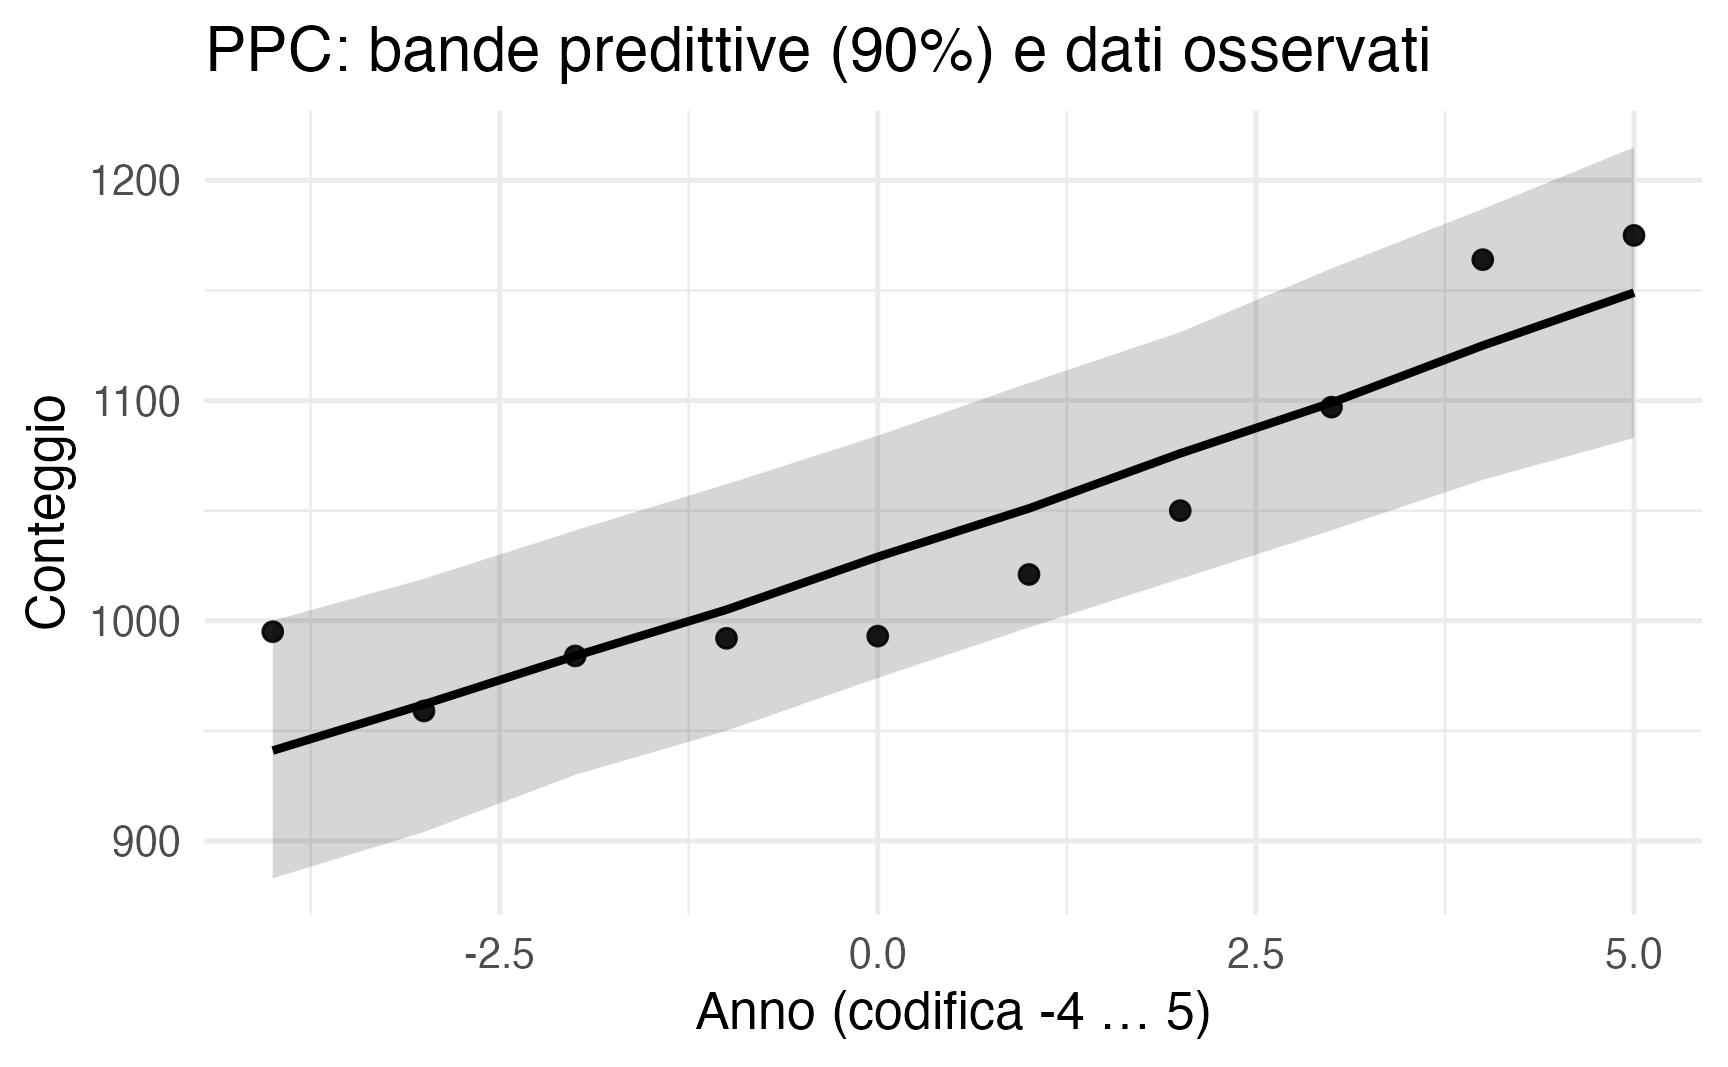 PPC: bande predittive (90%) e dati osservati
1200
1100
1000
900
Conteggio
-2.5 0.0 2.5 5.0
Anno (codifica -4 … 5)